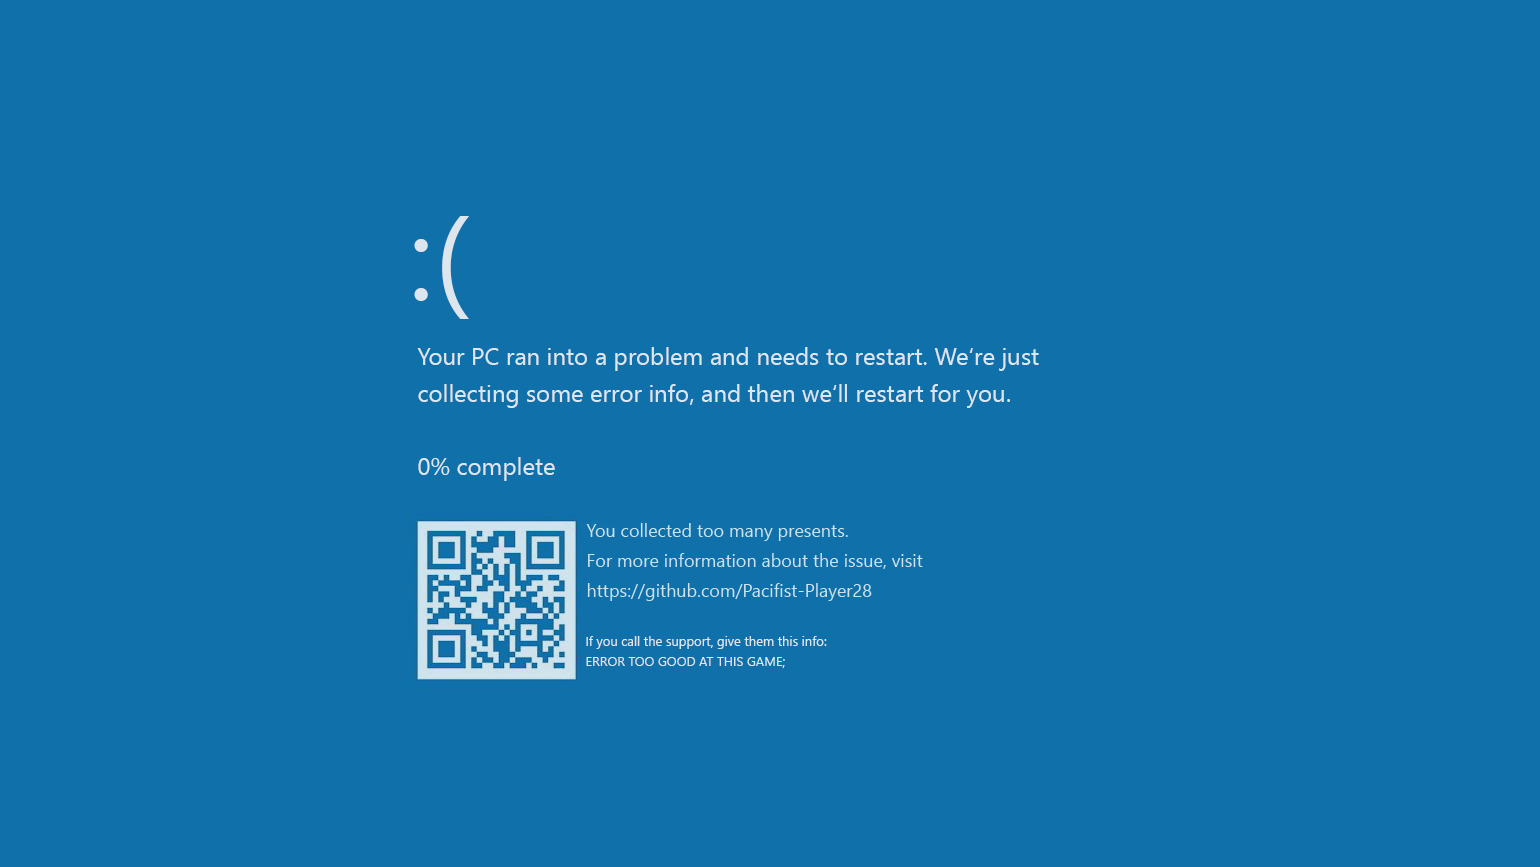 :(
Your PC ran into a problem and needs to restart. We‘re just
collecting some error info, and then we‘ll restart for you.
0% complete
You collected too many presents.
For more information about the issue, visit
https://github.com/Pacifist-Player28
If you call the support, give them this info:
ERROR TOO GOOD AT THIS GAME;